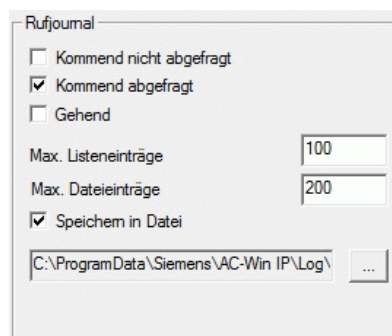 Rufjournal
Kommend nicht abgefragt
Kommend abgefragt
Gehend
Max. Listeneinträge 100
Max. Dateieinträge 200
Speichern in Datei
C:\ProgramData\Siemens\AC-Win IP\Log\ ...